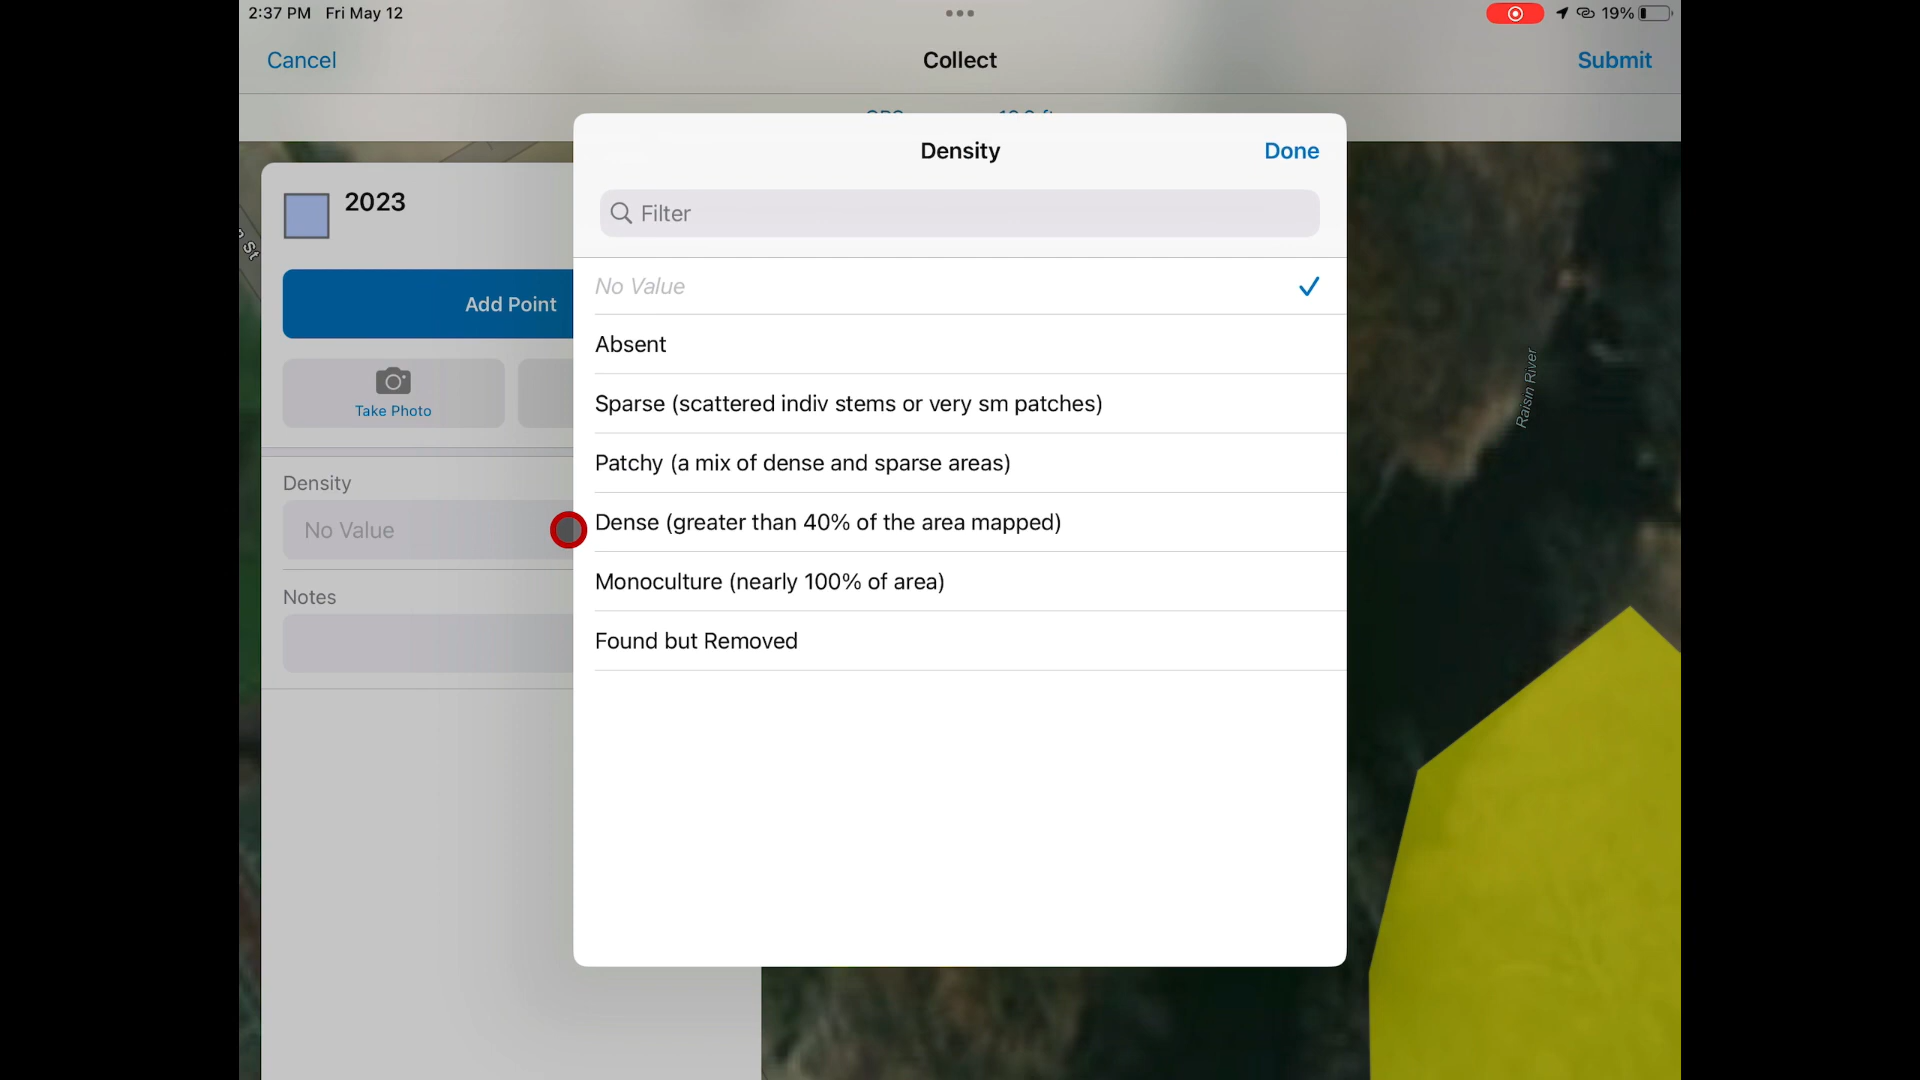 2:37 PM Fri May 12
19%
Cancel
Collect
Submit
2023
Add Point
Take Photo
Density
No Value
Notes
Density
Done
Filter
No Value
Absent
Sparse (scattered indiv stems or very sm patches)
Patchy (a mix of dense and sparse areas)
Dense (greater than 40% of the area mapped)
Monoculture (nearly 100% of area)
Found but Removed
St
Raisin River